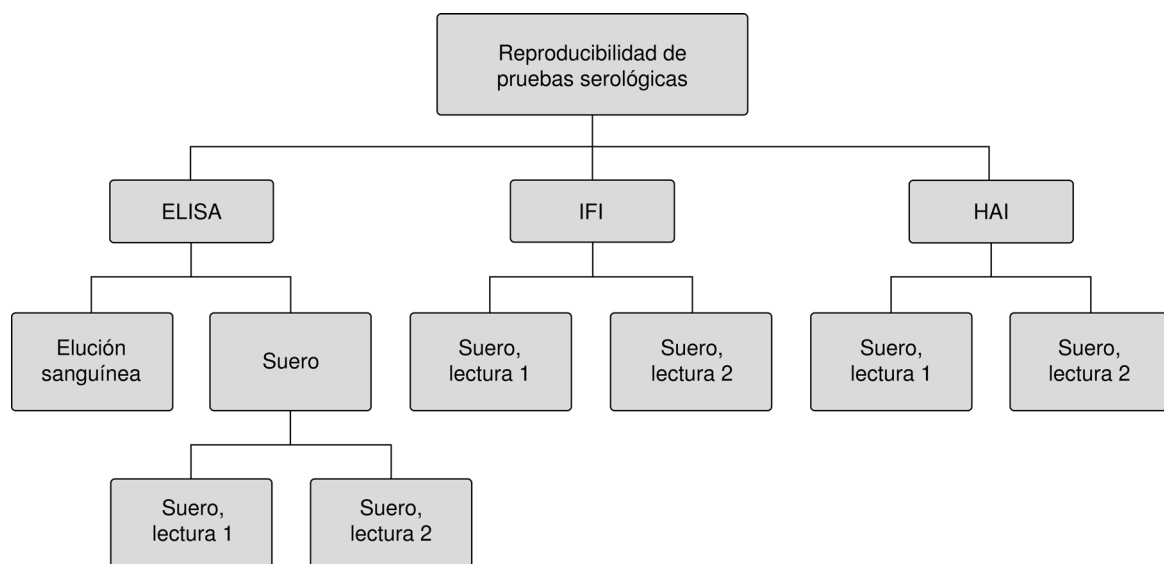 Reproducibilidad de
pruebas serológicas
ELISA
IFI
HAI
Elución
sanguínea
Suero
Suero,
lectura 1
Suero,
lectura 2
Suero,
lectura 1
Suero,
lectura 2
Suero,
lectura 1
Suero,
lectura 2